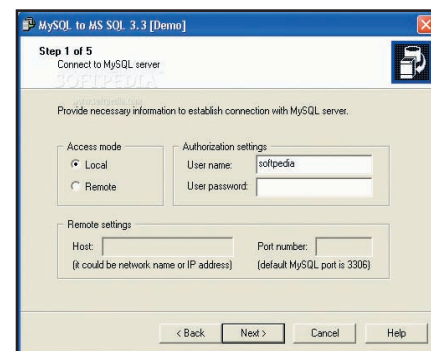 MySQL to MS SQL 3.3 [Demo]
Step 1 of 5
Connect to MySQL server
SOFTPEDIA
www.softpedia.com
Provide necessary information to establish connection with MySQL server.
Access mode
Local
Remote
Authorization settings
User name: softpedia
User password:
Remote settings
Host:
(it could be network name or IP address)
Port number:
(default MySQL port is 3306)
< Back
Next >
Cancel
Help